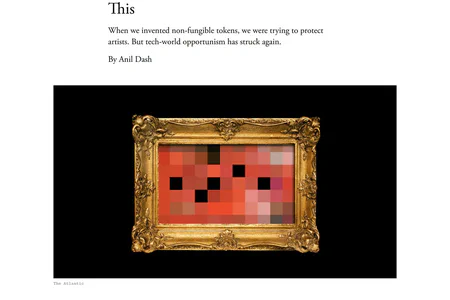 This
When we invented non-fungible tokens, we were trying to protect
artists. But tech-world opportunism has struck again.
By Anil Dash
The Atlantic